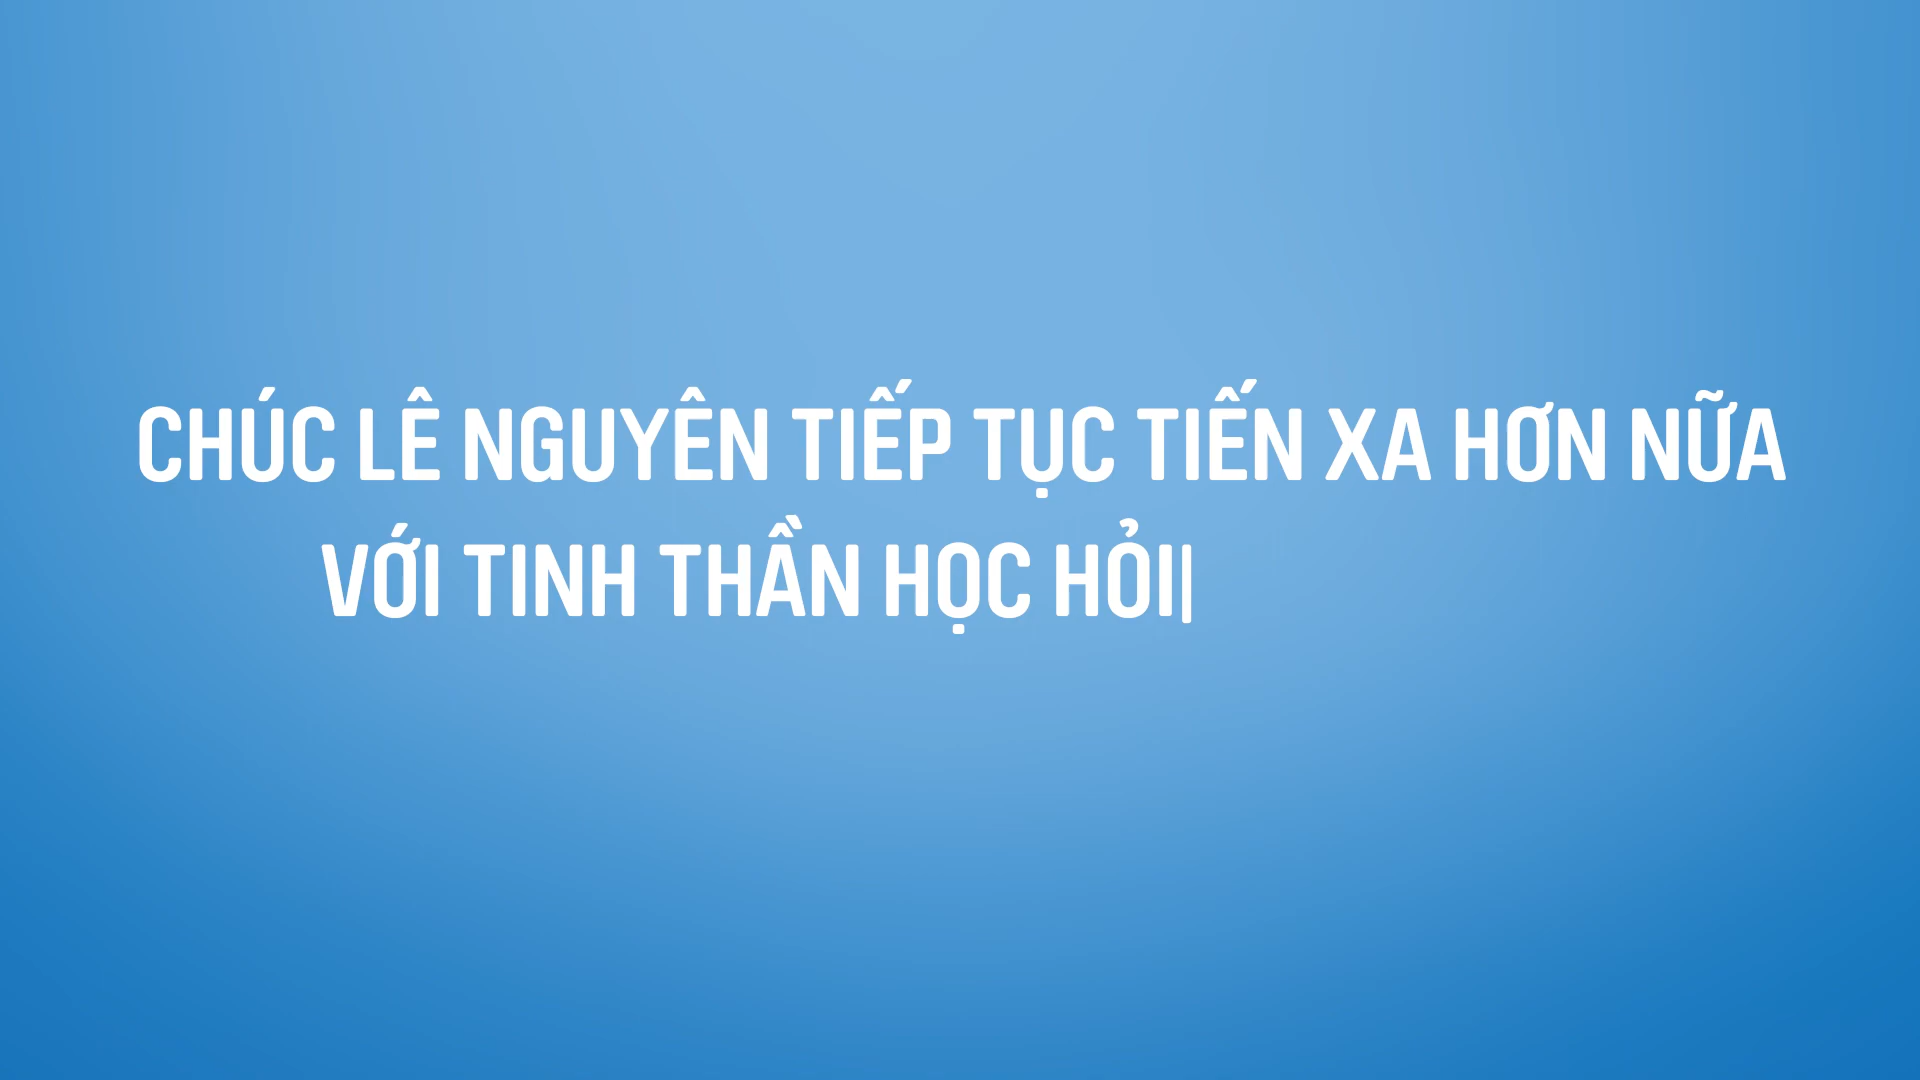 CHÚC LÊ NGUYÊN TIẾP TỤC TIẾN XA HƠN NỮA
VỚI TINH THẦN HỌC HỎI|